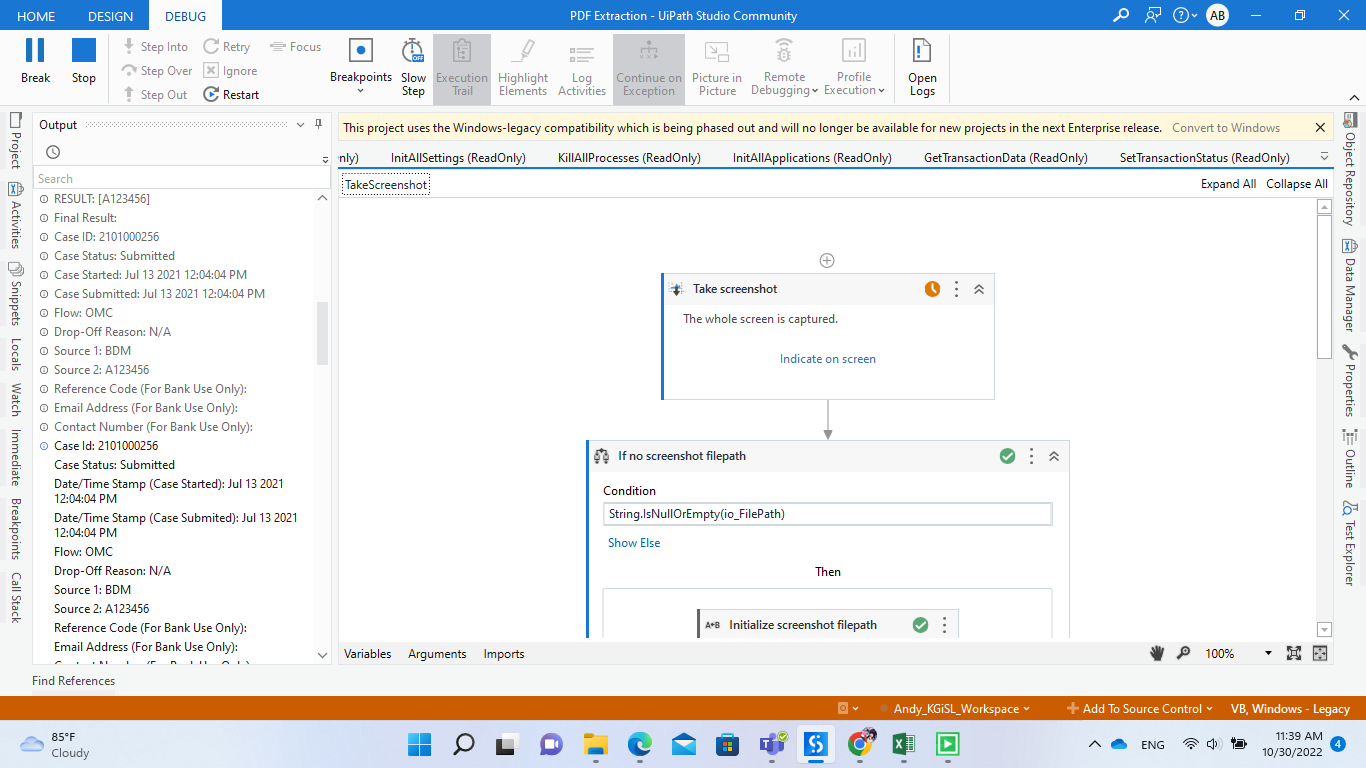 HOME DESIGN DEBUG PDF Extraction - UiPath Studio Community AB
Break Stop Step Into Retry Focus
Step Over Ignore
Step Out Restart
Breakpoints Slow Step Execution Trail Highlight Elements Log Activities Continue on Exception Picture in Picture Remote Debugging Profile Execution Open Logs
Project
Activities
Snippets
Locals
Watch
Immediate
Breakpoints
Call Stack
Output
Search
RESULT: [A123456]
Final Result:
Case ID: 2101000256
Case Status: Submitted
Case Started: Jul 13 2021 12:04:04 PM
Case Submitted: Jul 13 2021 12:04:04 PM
Flow: OMC
Drop-Off Reason: N/A
Source 1: BDM
Source 2: A123456
Reference Code (For Bank Use Only):
Email Address (For Bank Use Only):
Contact Number (For Bank Use Only):
Case Id: 2101000256
Case Status: Submitted
Date/Time Stamp (Case Started): Jul 13 2021
12:04:04 PM
Date/Time Stamp (Case Submited): Jul 13 2021
12:04:04 PM
Flow: OMC
Drop-Off Reason: N/A
Source 1: BDM
Source 2: A123456
Reference Code (For Bank Use Only):
Email Address (For Bank Use Only):
Find References
This project uses the Windows-legacy compatibility which is being phased out and will no longer be available for new projects in the next Enterprise release. Convert to Windows
nly) InitAllSettings (ReadOnly) KillAllProcesses (ReadOnly) InitAllApplications (ReadOnly) GetTransactionData (ReadOnly) SetTransactionStatus (ReadOnly)
TakeScreenshot Expand All Collapse All
Take screenshot
The whole screen is captured.
Indicate on screen
If no screenshot filepath
Condition
String.IsNullOrEmpty(io_FilePath)
Show Else
Then
A+B Initialize screenshot filepath
Variables Arguments Imports 100%
Object Repository
Data Manager
Properties
Outline
Test Explorer
Andy_KGiSL_Workspace Add To Source Control VB, Windows - Legacy
85°F
Cloudy
ENG
11:39 AM
10/30/2022
4